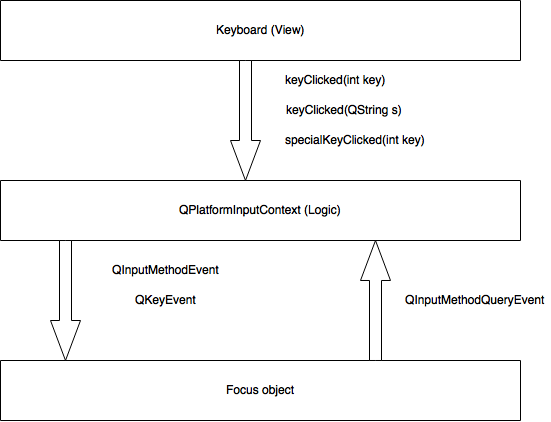 Keyboard (View)
keyClicked(int key)
keyClicked(QString s)
specialKeyClicked(int key)
QPlatformInputContext (Logic)
QInputMethodEvent
QKeyEvent
QInputMethodQueryEvent
Focus object